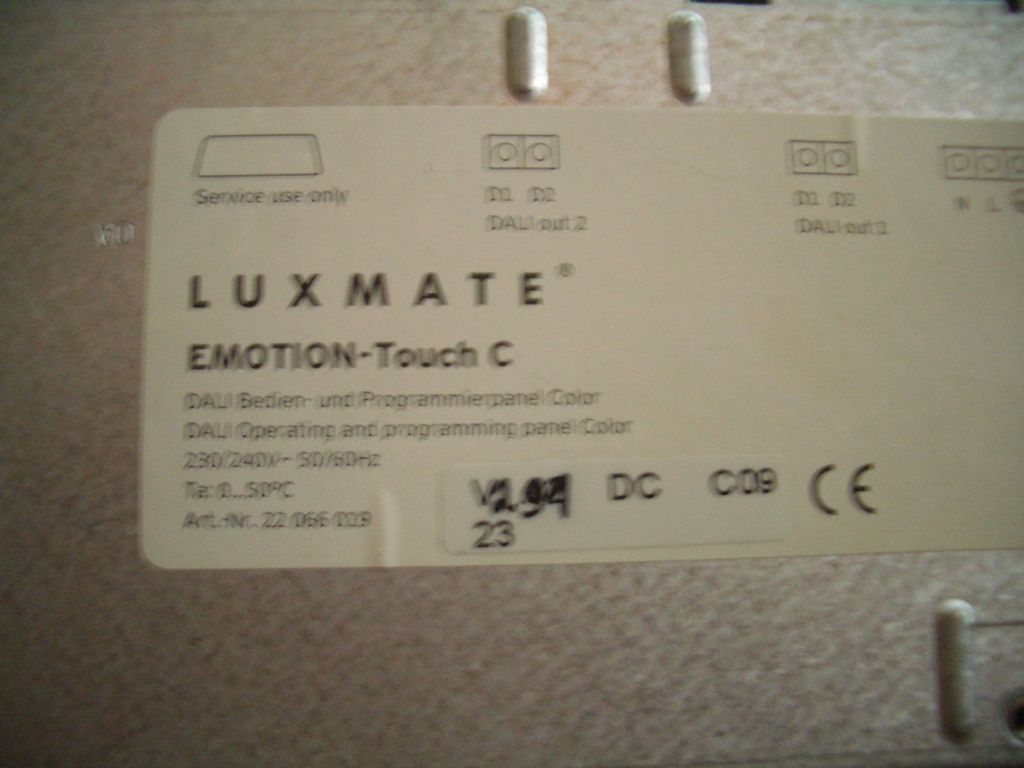 Service use only
D1 D2
DALI out 2
D1 D2
DALI out 1
IN L
LUXMATE®
EMOTION-Touch C
DALI Bedien- und Programmierpanel Color
DALI Operating and programming panel Color
230/240V~ 50/60Hz
Ta: 0...50°C
Art.-Nr. 22 066 009
DC C09 CE
23